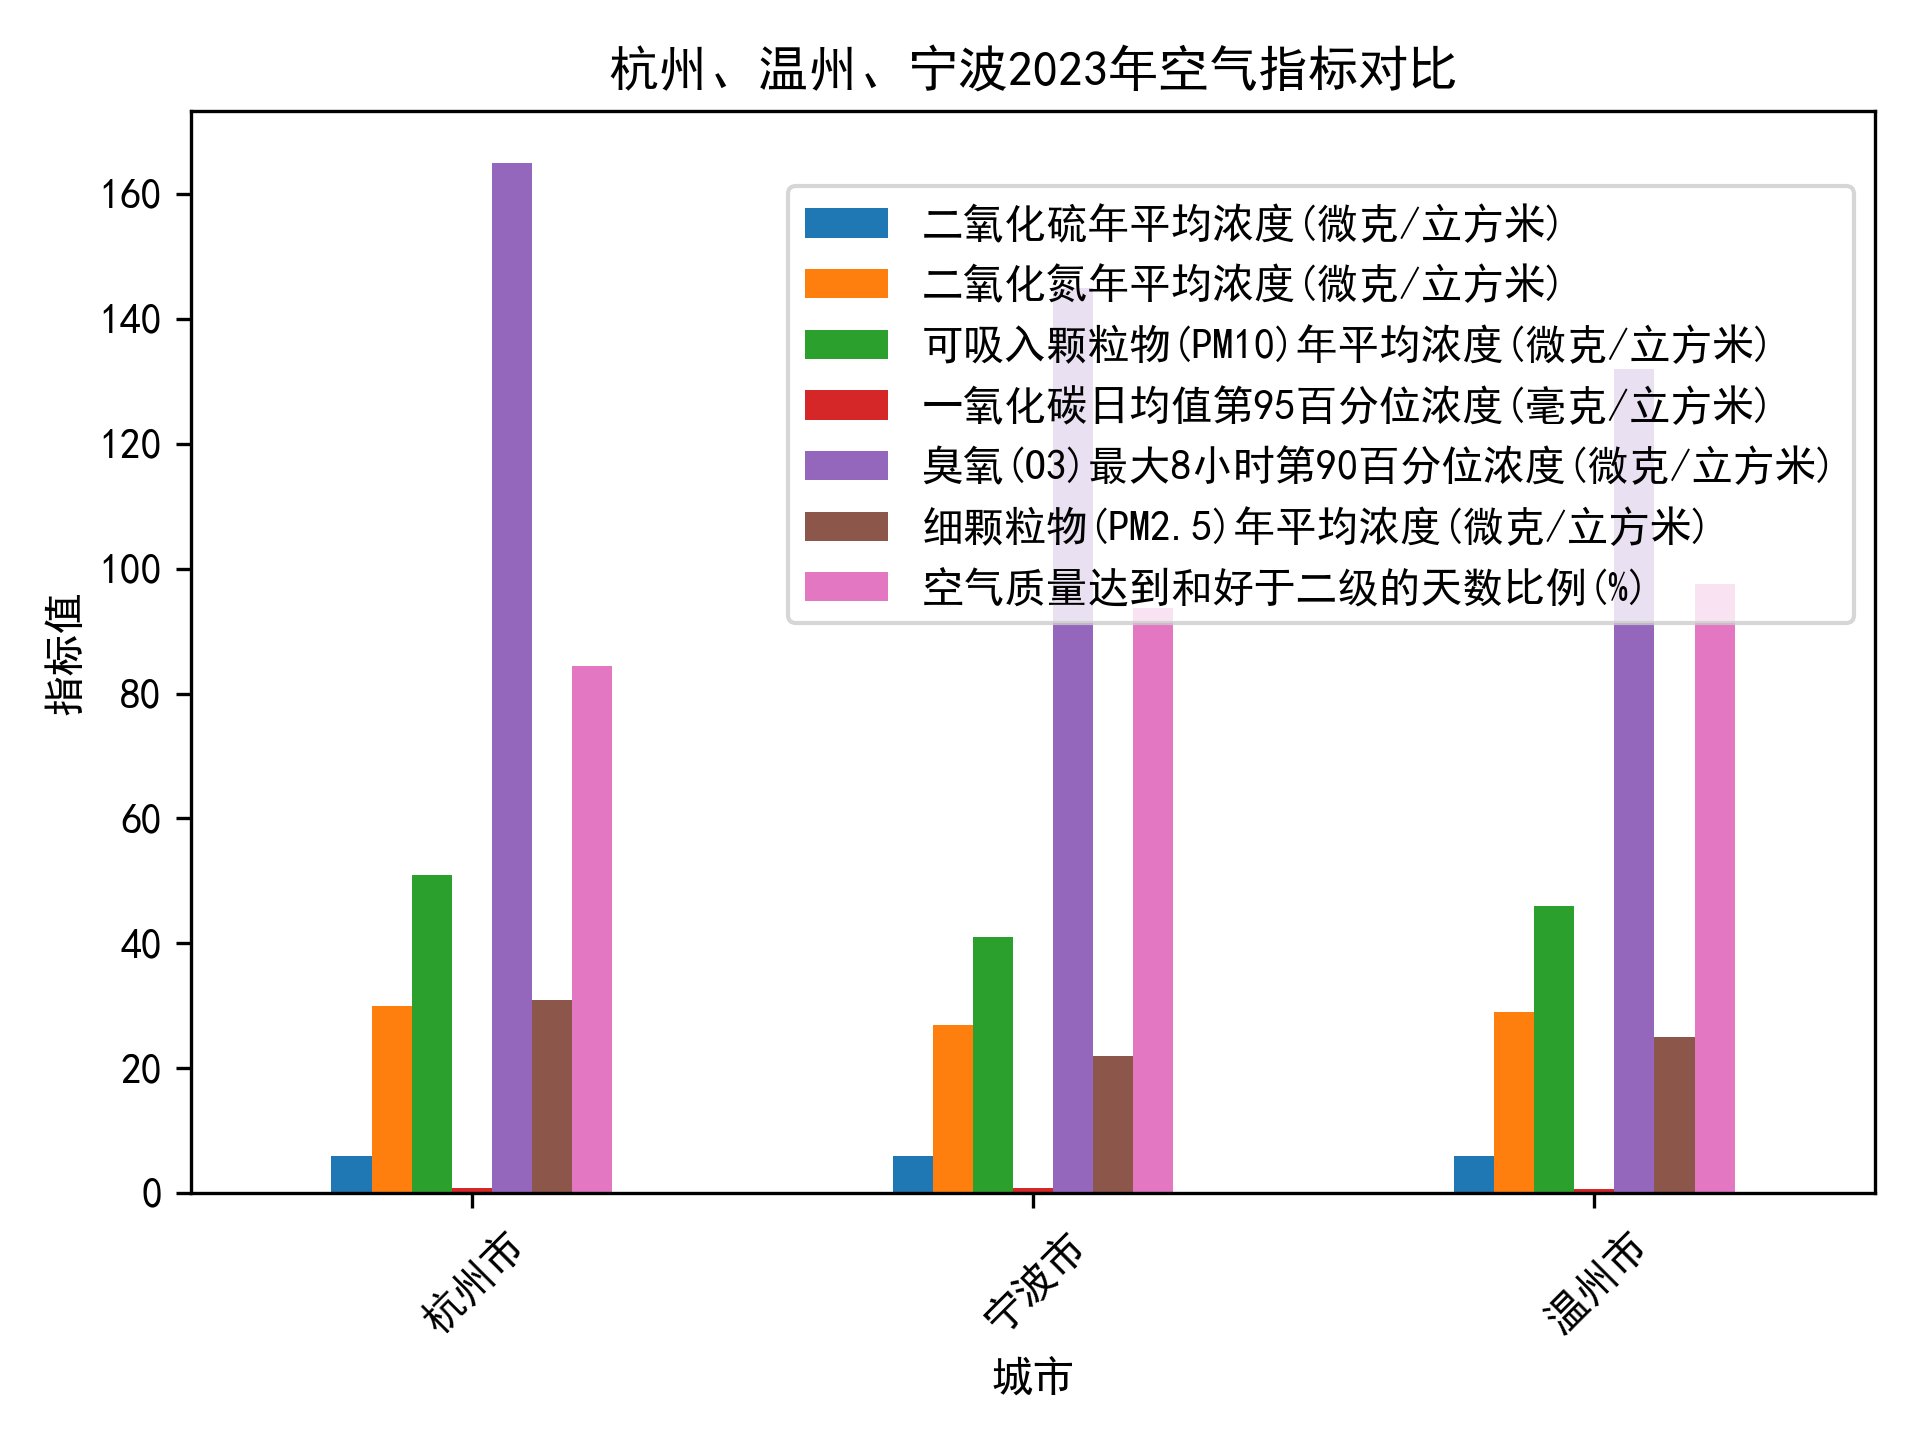 杭州、温州、宁波2023年空气指标对比
160
140
120
100
80
60
40
20
0
指标值
二氧化硫年平均浓度(微克/立方米)
二氧化氮年平均浓度(微克/立方米)
可吸入颗粒物(PM10)年平均浓度(微克/立方米)
一氧化碳日均值第95百分位浓度(毫克/立方米)
臭氧(O3)最大8小时第90百分位浓度(微克/立方米)
细颗粒物(PM2.5)年平均浓度(微克/立方米)
空气质量达到和好于二级的天数比例(%)
杭州市
宁波市
温州市
城市